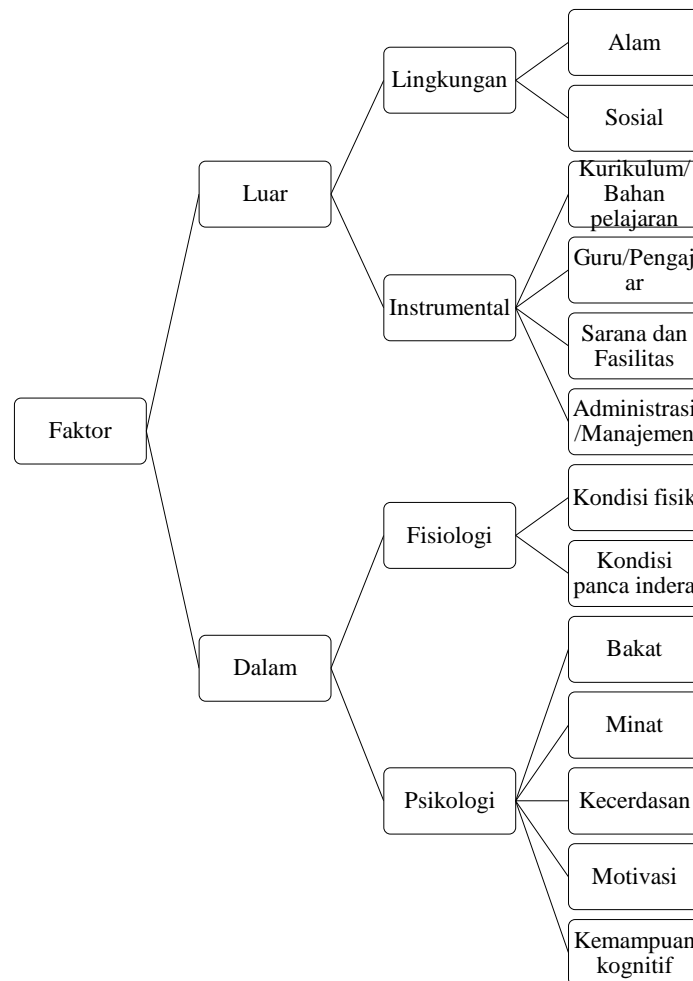 Faktor
Luar
Lingkungan
Alam
Sosial
Instrumental
Kurikulum/
Bahan
pelajaran
Guru/Pengaj
ar
Sarana dan
Fasilitas
Administrasi
/Manajemen
Dalam
Fisiologi
Kondisi fisik
Kondisi
panca indera
Psikologi
Bakat
Minat
Kecerdasan
Motivasi
Kemampuan
kognitif